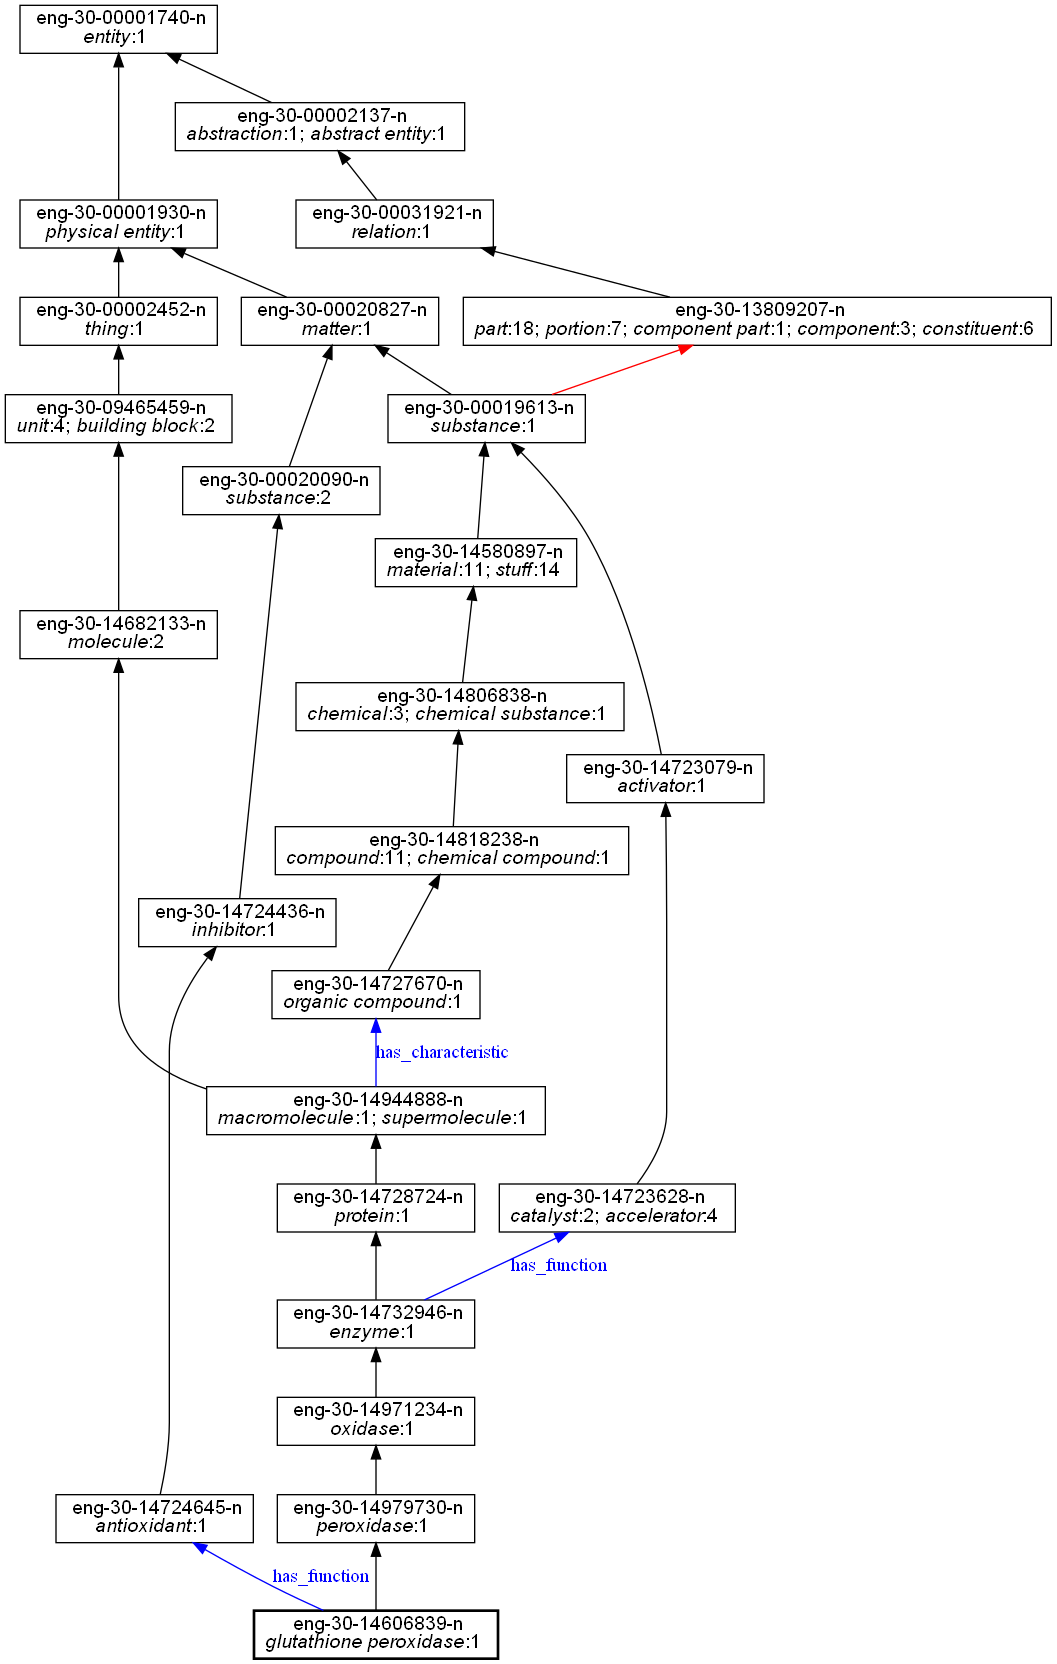 eng-30-00001740-n
entity:1
eng-30-00002137-n
abstraction:1; abstract entity:1
eng-30-00001930-n
physical entity:1
eng-30-00031921-n
relation:1
eng-30-00002452-n
thing:1
eng-30-00020827-n
matter:1
eng-30-13809207-n
part:18; portion:7; component part:1; component:3; constituent:6
eng-30-09465459-n
unit:4; building block:2
eng-30-00019613-n
substance:1
eng-30-00020090-n
substance:2
eng-30-14580897-n
material:11; stuff:14
eng-30-14682133-n
molecule:2
eng-30-14806838-n
chemical:3; chemical substance:1
eng-30-14723079-n
activator:1
eng-30-14818238-n
compound:11; chemical compound:1
eng-30-14724436-n
inhibitor:1
eng-30-14727670-n
organic compound:1
has_characteristic
eng-30-14944888-n
macromolecule:1; supermolecule:1
eng-30-14728724-n
protein:1
eng-30-14723628-n
catalyst:2; accelerator:4
has_function
eng-30-14732946-n
enzyme:1
eng-30-14971234-n
oxidase:1
eng-30-14724645-n
antioxidant:1
eng-30-14979730-n
peroxidase:1
has_function
eng-30-14606839-n
glutathione peroxidase:1